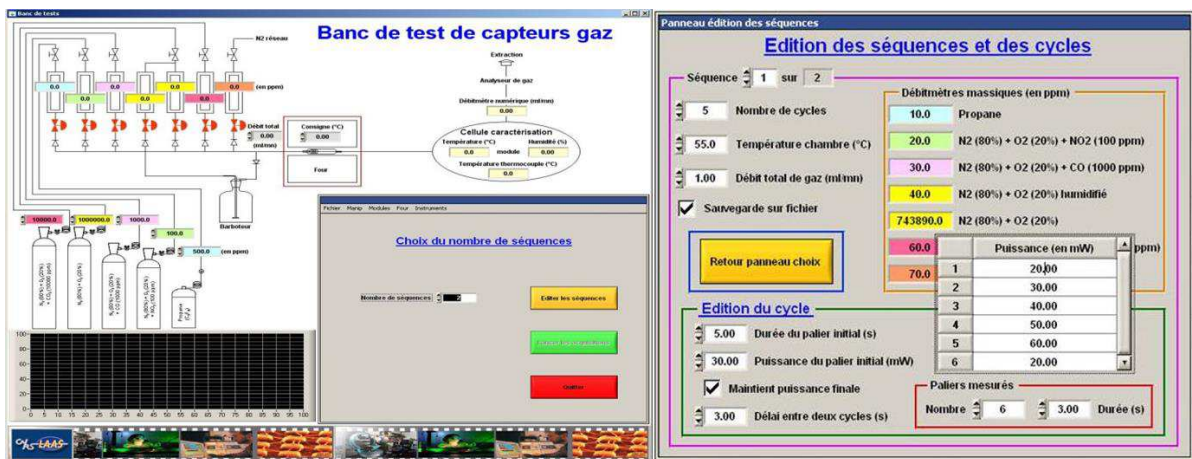 Banc de tests
Banc de test de capteurs gaz
N2 réseau
Extraction
Analyseur de gaz
Débitmètre numérique (ml/mn)
0.00
0.0 0.0 0.0 0.0
0.0 0.0 0.0
(en ppm)
Débit total
0.00
(ml/mn)
Consigne (°C)
0.00
Four
Cellule caractérisation
Température (°C) Humidité (%)
0.0 module 0.00
Température thermocouple (°C)
0.0
Barboteur
10000.0 1000000.0 1000.0
100.0
500.0 (en ppm)
Propane
Fichier Manip Modules Four Instruments
Choix du nombre de séquences
Nombre de séquences 2
Editer les séquences
Quitter
100
80
60
40
20
0
0 5 10 15 20 25 30 35 40 45 50 55 60 65 70 75 80 85 90 95 100
LAAS
Panneau édition des séquences
Edition des séquences et des cycles
Séquence 1 sur 2
5 Nombre de cycles
55.0 Température chambre (°C)
1.00 Débit total de gaz (ml/mn)
Sauvegarde sur fichier
Retour panneau choix
Débitmètres massiques (en ppm)
10.0 Propane
20.0 N2 (80%) + O2 (20%) + NO2 (100 ppm)
30.0 N2 (80%) + O2 (20%) + CO (1000 ppm)
40.0 N2 (80%) + O2 (20%) humidifié
743890.0 N2 (80%) + O2 (20%)
60.0 ppm)
70.0
Puissance (en mW)
1 20.00
2 30.00
3 40.00
4 50.00
5 60.00
6 20.00
Edition du cycle
5.00 Durée du palier initial (s)
30.00 Puissance du palier initial (mW)
Maintient puissance finale
3.00 Délai entre deux cycles (s)
Paliers mesurés
Nombre 6 3.00 Durée (s)